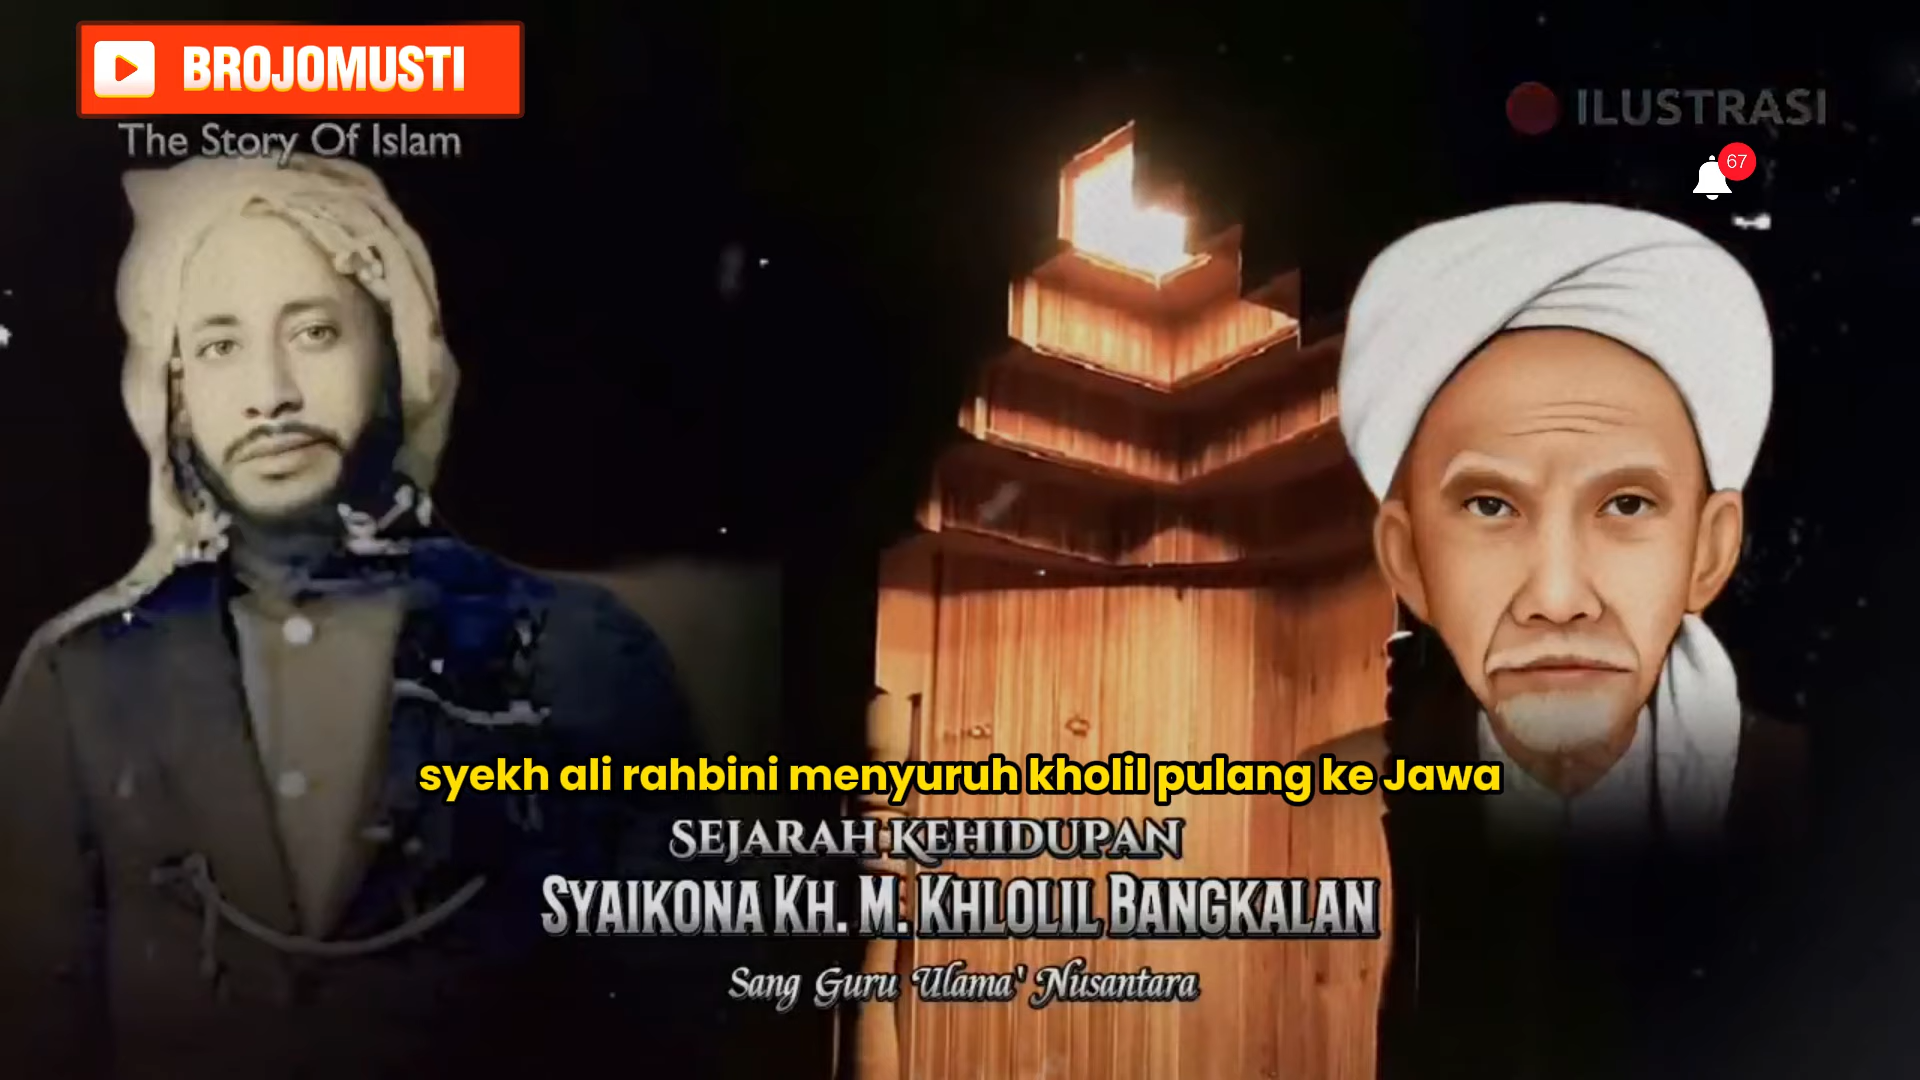 BROJOMUSTI
The Story Of Islam
ILUSTRASI
67
syekh ali rahbini menyuruh kholil pulang ke Jawa
SEJARAH KEHIDUPAN
SYAIKONA KH. M. KHLOLIL BANGKALAN
Sang Guru Ulama' Nusantara